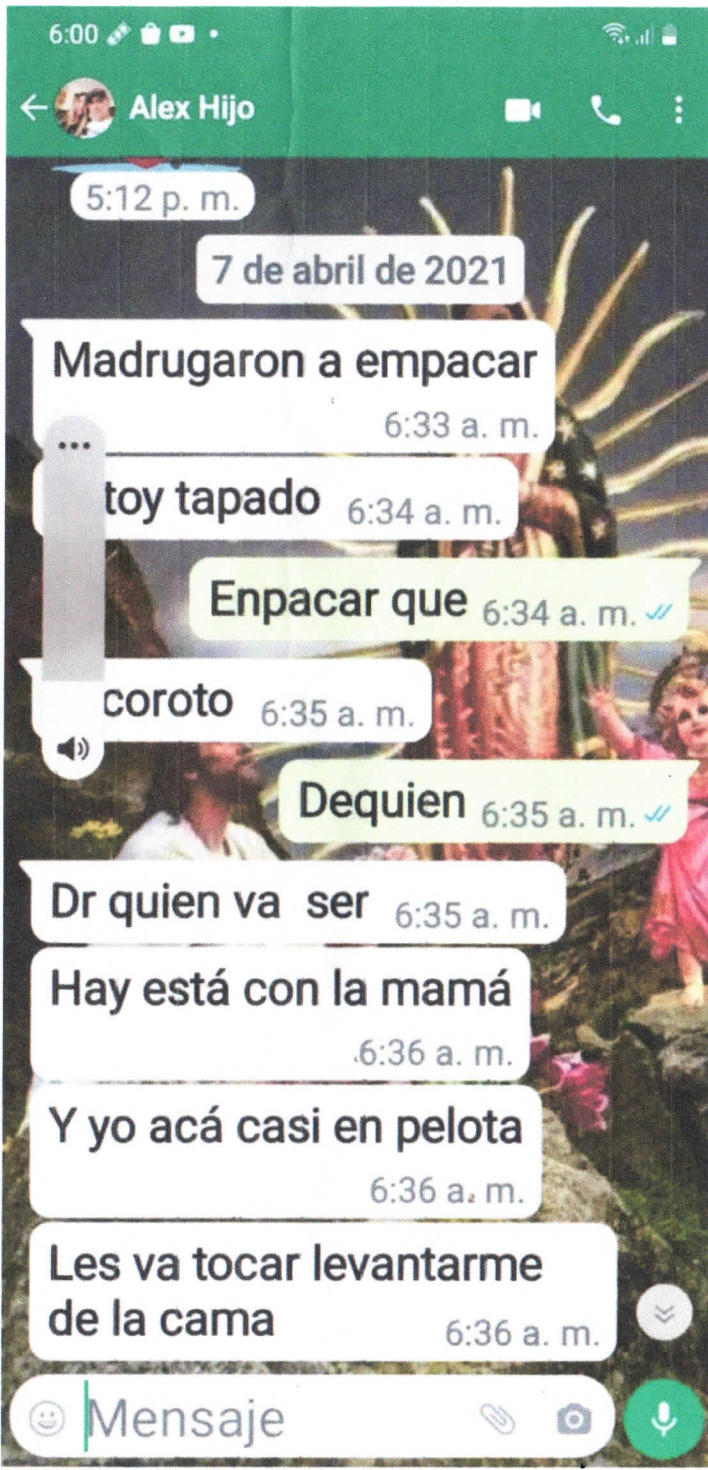 6:00
Alex Hijo
5:12 p. m.
7 de abril de 2021
Madrugaron a empacar
6:33 a. m.
toy tapado 6:34 a. m.
Enpacar que 6:34 a. m.
coroto 6:35 a. m.
Dequien 6:35 a. m.
Dr quien va ser 6:35 a. m.
Hay está con la mamá
6:36 a. m.
Y yo acá casi en pelota
6:36 a. m.
Les va tocar levantarme
de la cama 6:36 a. m.
Mensaje